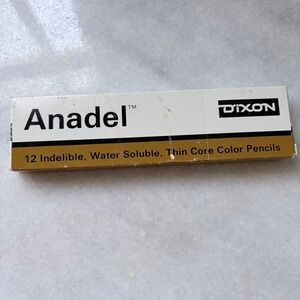 Anadel™
DIXON
12 Indelible, Water Soluble, Thin Core Color Pencils